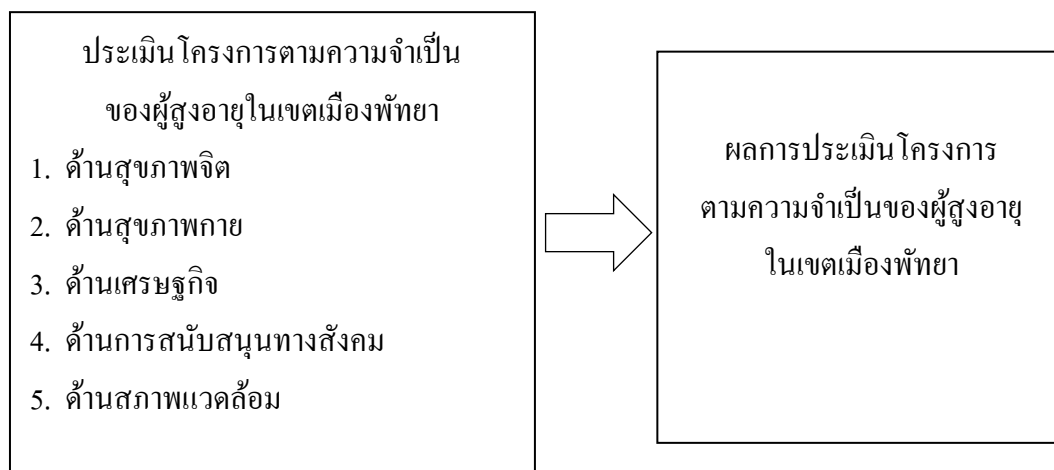 ประเมินโครงการตามความจำเป็น
ของผู้สูงอายุในเขตเมืองพัทยา
1. ด้านสุขภาพจิต
2. ด้านสุขภาพกาย
3. ด้านเศรษฐกิจ
4. ด้านการสนับสนุนทางสังคม
5. ด้านสภาพแวดล้อม
ผลการประเมินโครงการ
ตามความจำเป็นของผู้สูงอายุ
ในเขตเมืองพัทยา